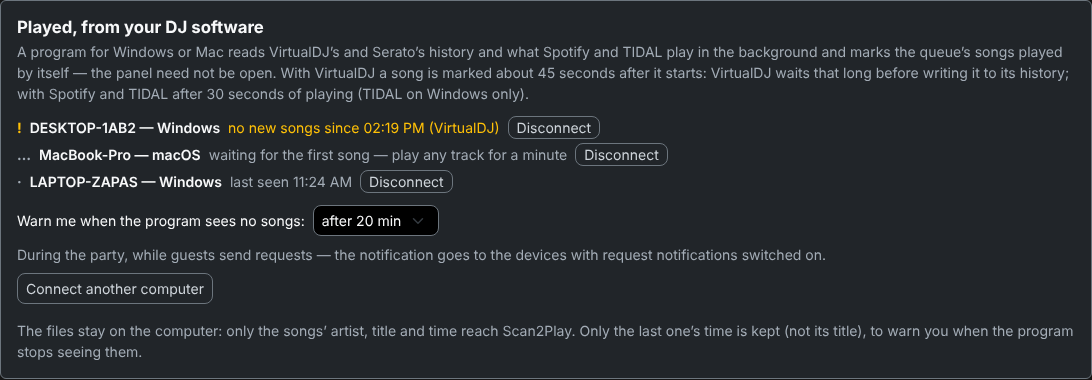 Played, from your DJ software
A program for Windows or Mac reads VirtualDJ’s and Serato’s history and what Spotify and TIDAL play in the background and marks the queue’s songs played
by itself — the panel need not be open. With VirtualDJ a song is marked about 45 seconds after it starts: VirtualDJ waits that long before writing it to its history;
with Spotify and TIDAL after 30 seconds of playing (TIDAL on Windows only).
! DESKTOP-1AB2 — Windows no new songs since 02:19 PM (VirtualDJ) Disconnect
… MacBook-Pro — macOS waiting for the first song — play any track for a minute Disconnect
· LAPTOP-ZAPAS — Windows last seen 11:24 AM Disconnect
Warn me when the program sees no songs: after 20 min
During the party, while guests send requests — the notification goes to the devices with request notifications switched on.
Connect another computer
The files stay on the computer: only the songs’ artist, title and time reach Scan2Play. Only the last one’s time is kept (not its title), to warn you when the program
stops seeing them.